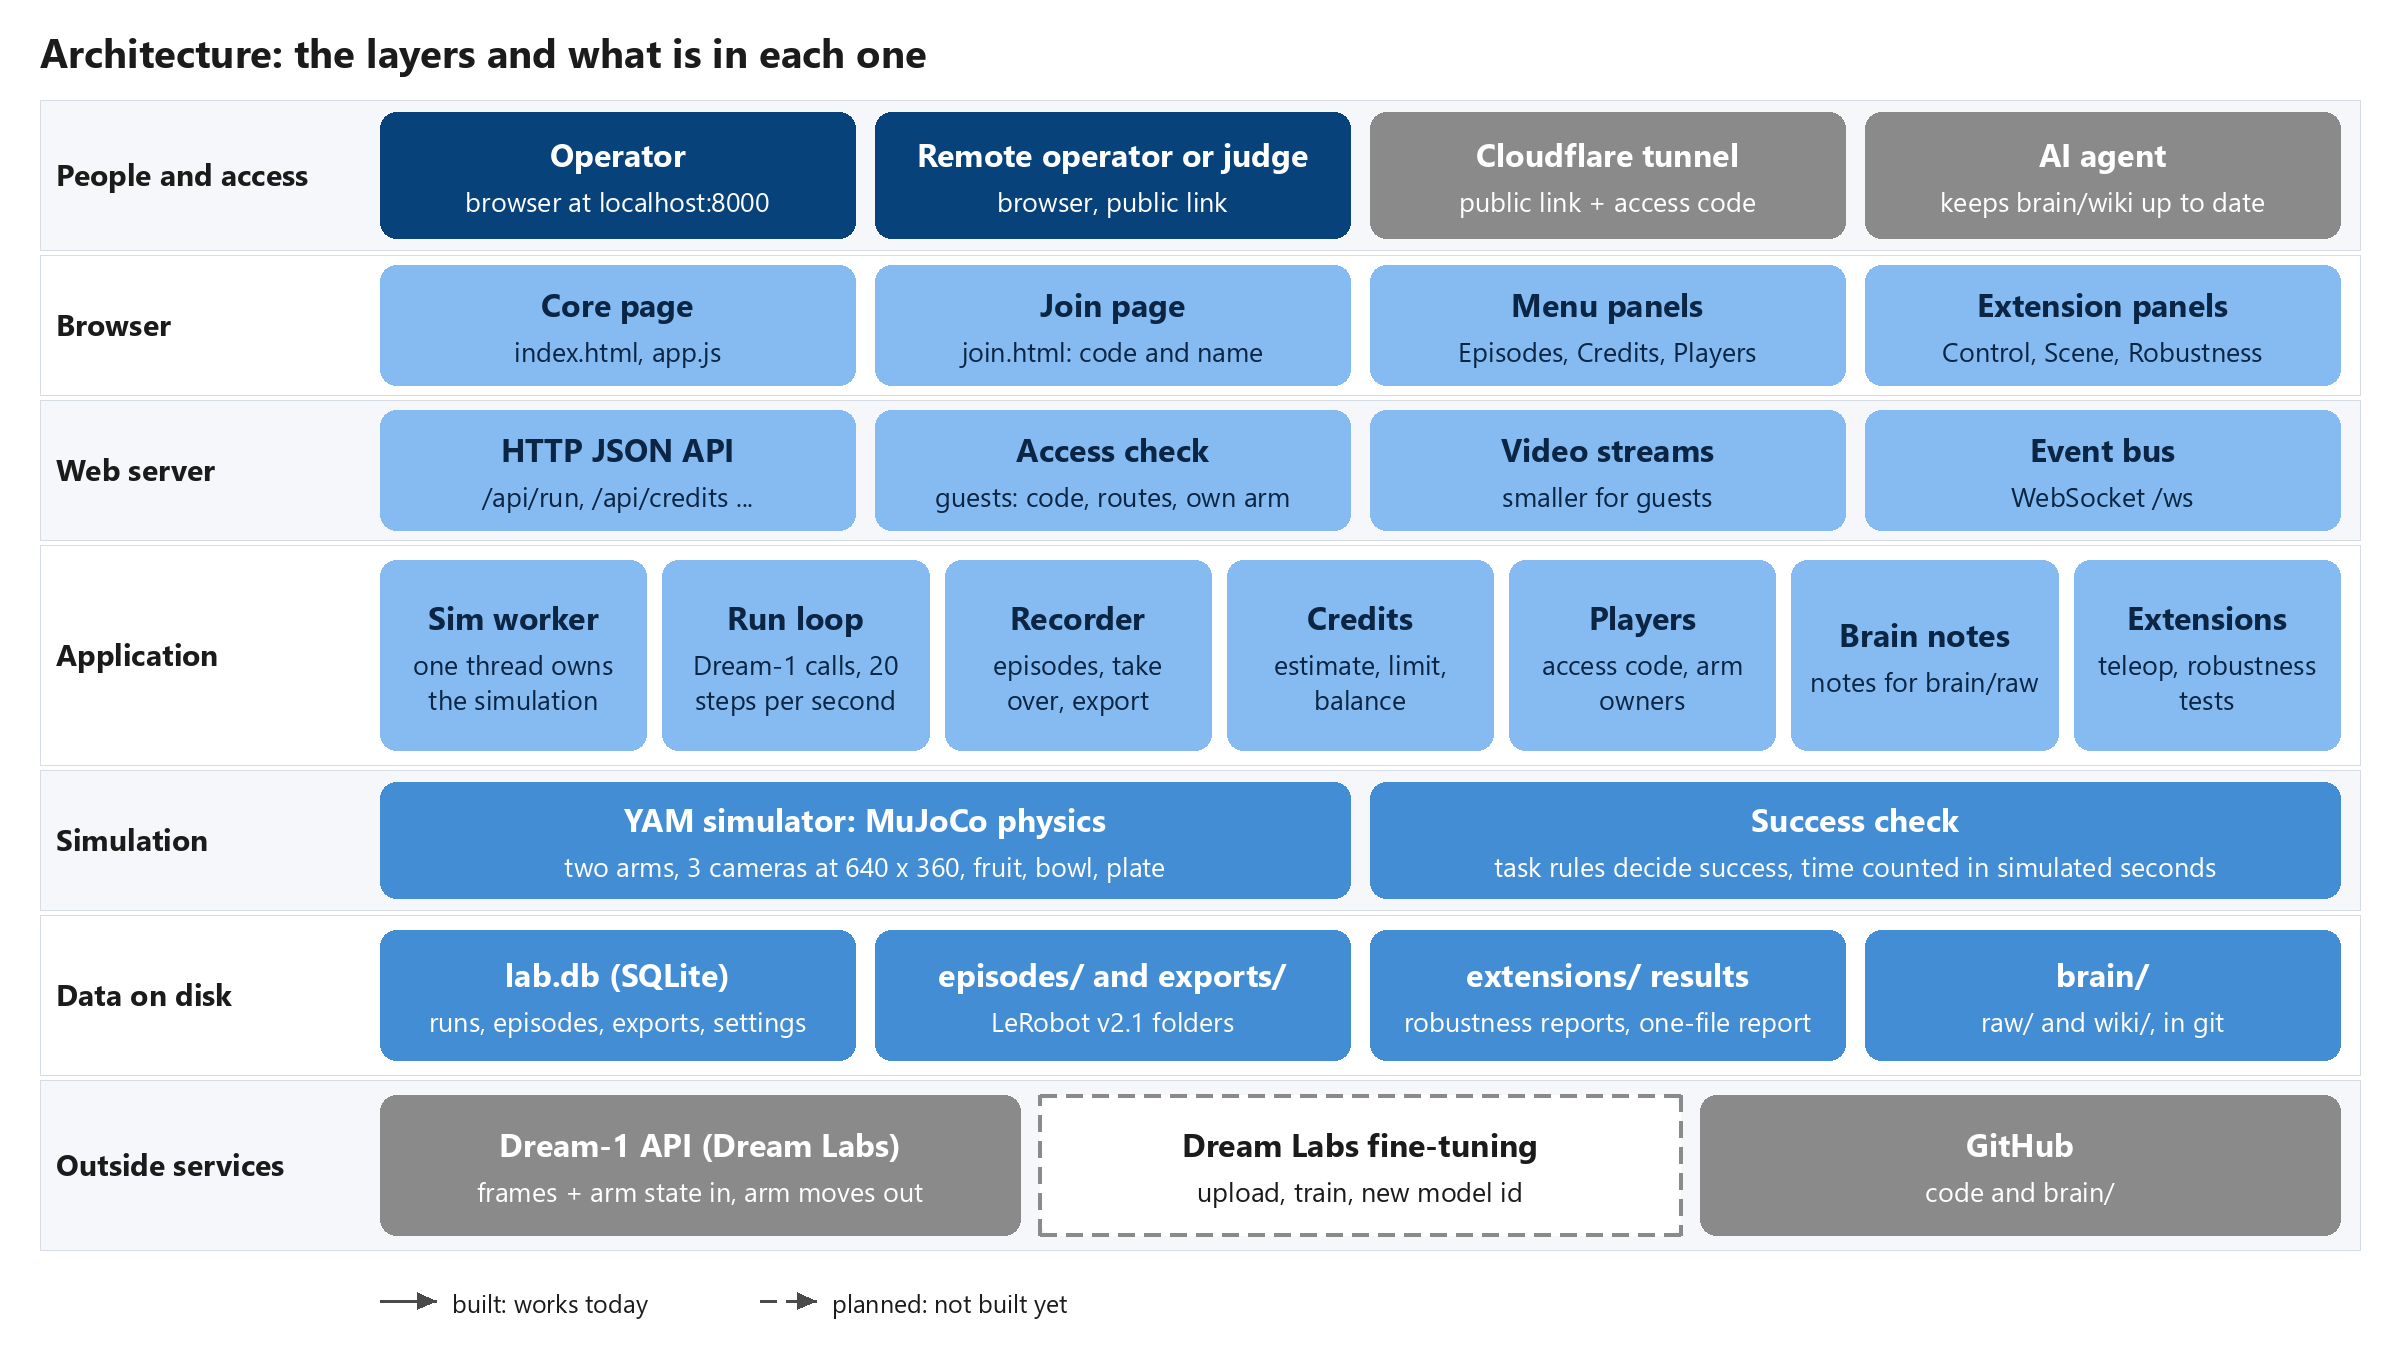 Architecture: the layers and what is in each one
People and access
Operator
browser at localhost:8000
Remote operator or judge
browser, public link
Cloudflare tunnel
public link + access code
AI agent
keeps brain/wiki up to date
Browser
Core page
index.html, app.js
Join page
join.html: code and name
Menu panels
Episodes, Credits, Players
Extension panels
Control, Scene, Robustness
Web server
HTTP JSON API
/api/run, /api/credits ...
Access check
guests: code, routes, own arm
Video streams
smaller for guests
Event bus
WebSocket /ws
Application
Sim worker
one thread owns
the simulation
Run loop
Dream-1 calls, 20
steps per second
Recorder
episodes, take
over, export
Credits
estimate, limit,
balance
Players
access code, arm
owners
Brain notes
notes for brain/raw
Extensions
teleop, robustness
tests
Simulation
YAM simulator: MuJoCo physics
two arms, 3 cameras at 640 x 360, fruit, bowl, plate
Success check
task rules decide success, time counted in simulated seconds
Data on disk
lab.db (SQLite)
runs, episodes, exports, settings
episodes/ and exports/
LeRobot v2.1 folders
extensions/ results
robustness reports, one-file report
brain/
raw/ and wiki/, in git
Outside services
Dream-1 API (Dream Labs)
frames + arm state in, arm moves out
Dream Labs fine-tuning
upload, train, new model id
GitHub
code and brain/
built: works today
planned: not built yet